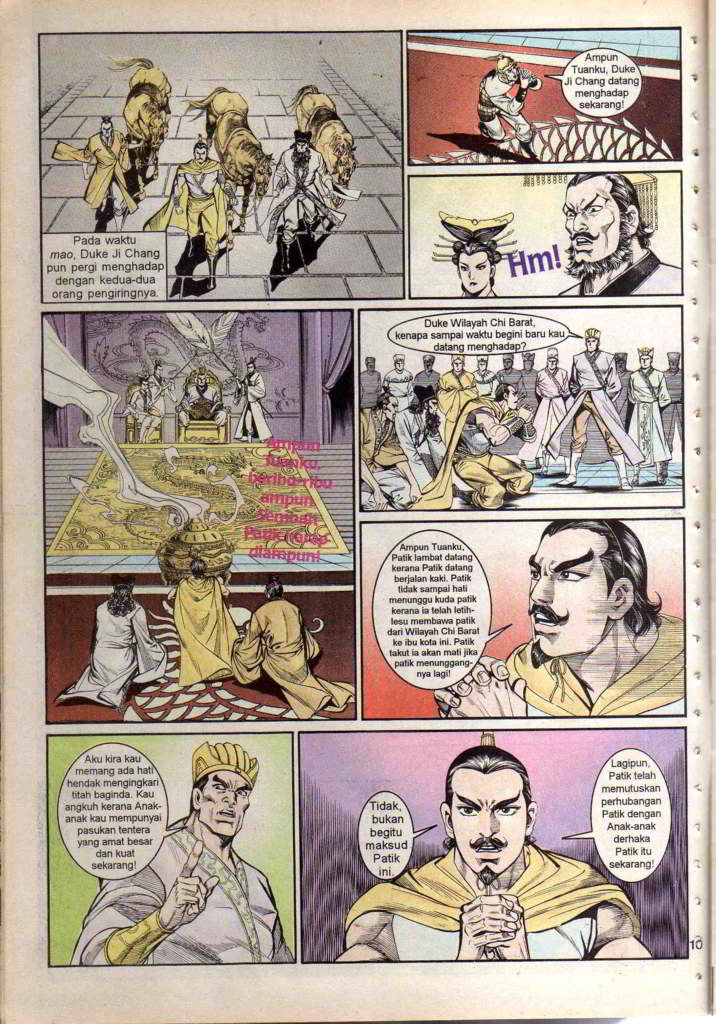 Pada waktu
mao, Duke Ji Chang
pun pergi menghadap
dengan kedua-dua
orang pengiringnya.
Ampun
Tuanku, Duke
Ji Chang datang
menghadap
sekarang!
Hm!
Ampun
Tuanku,
beribu-ribu
ampun
sembah
Patik harap
diampuni
Duke Wilayah Chi Barat,
kenapa sampai waktu begini baru kau
datang menghadap?
Ampun Tuanku,
Patik lambat datang
kerana Patik datang
berjalan kaki. Patik
tidak sampai hati
menunggu kuda patik
kerana ia telah letih-
lesu membawa patik
dari Wilayah Chi Barat
ke ibu kota ini. Patik
takut ia akan mati jika
patik menunggang-
nya lagi!
Aku kira kau
memang ada hati
hendak mengingkari
titah baginda. Kau
angkuh kerana Anak-
anak kau mempunyai
pasukan tentera
yang amat besar
dan kuat
sekarang!
Tidak,
bukan
begitu
maksud
Patik
ini.
Lagipun,
Patik telah
memutuskan
perhubungan
Patik dengan
Anak-anak
derhaka
Patik itu
sekarang!
10